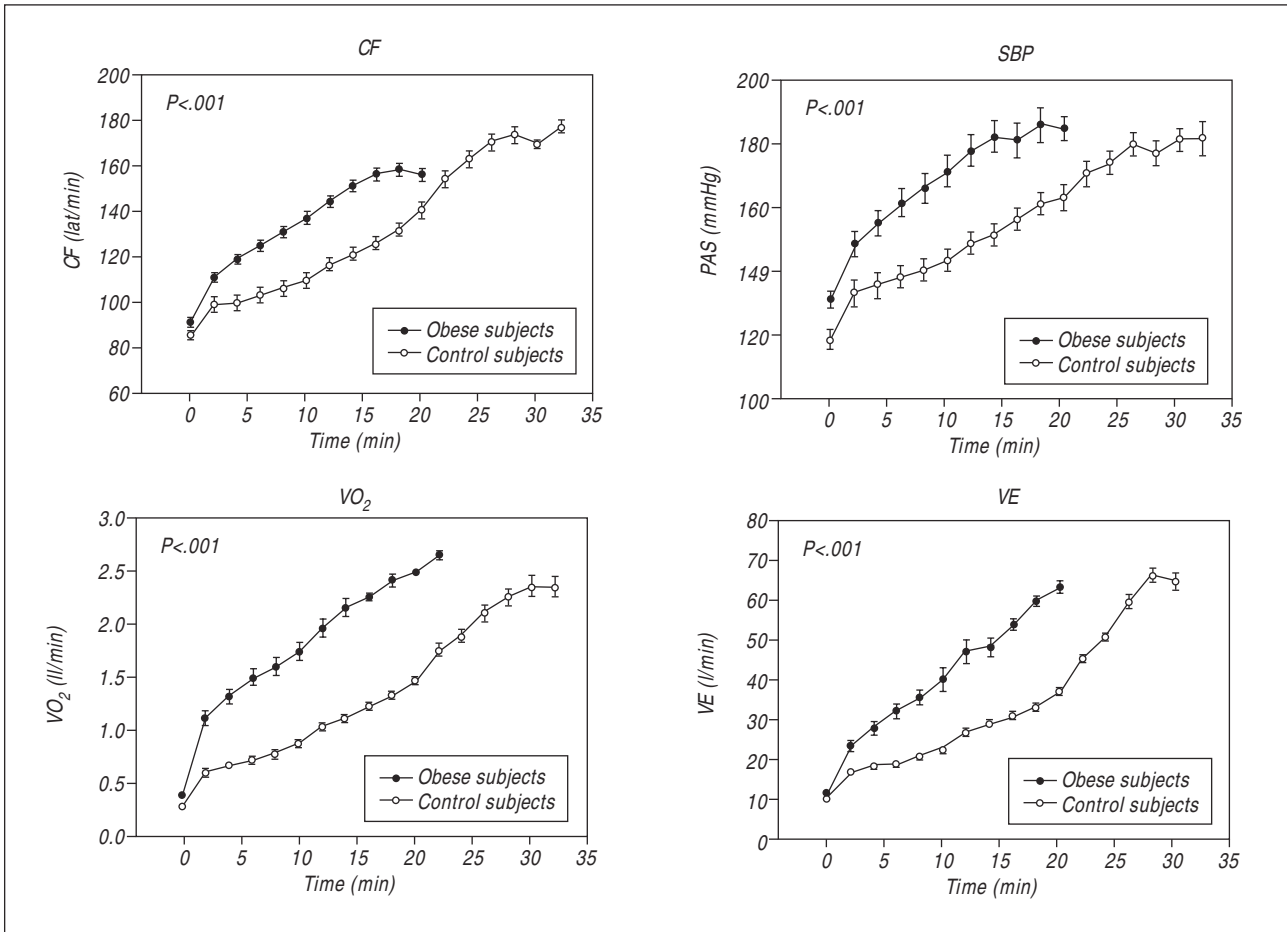 CF
P<.001
CF (lat/min)
200
180
160
140
120
100
80
60
0 5 10 15 20 25 30 35
Time (min)
Obese subjects
Control subjects
SBP
P<.001
PAS (mmHg)
200
180
160
149
120
100
0 5 10 15 20 25 30 35
Time (min)
Obese subjects
Control subjects
VO2
P<.001
VO2 (ll/min)
3.0
2.5
2.0
1.5
1.0
0.5
0.0
0 5 10 15 20 25 30 35
Time (min)
Obese subjects
Control subjects
VE
P<.001
VE (l/min)
80
70
60
50
40
30
20
10
0
0 5 10 15 20 25 30 35
Time (min)
Obese subjects
Control subjects